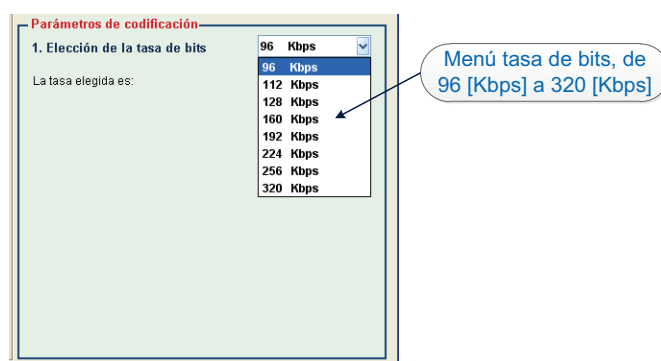 Parámetros de codificación
1. Elección de la tasa de bits
96 Kbps
La tasa elegida es:
96 Kbps
112 Kbps
128 Kbps
160 Kbps
192 Kbps
224 Kbps
256 Kbps
320 Kbps
Menú tasa de bits, de
96 [Kbps] a 320 [Kbps]